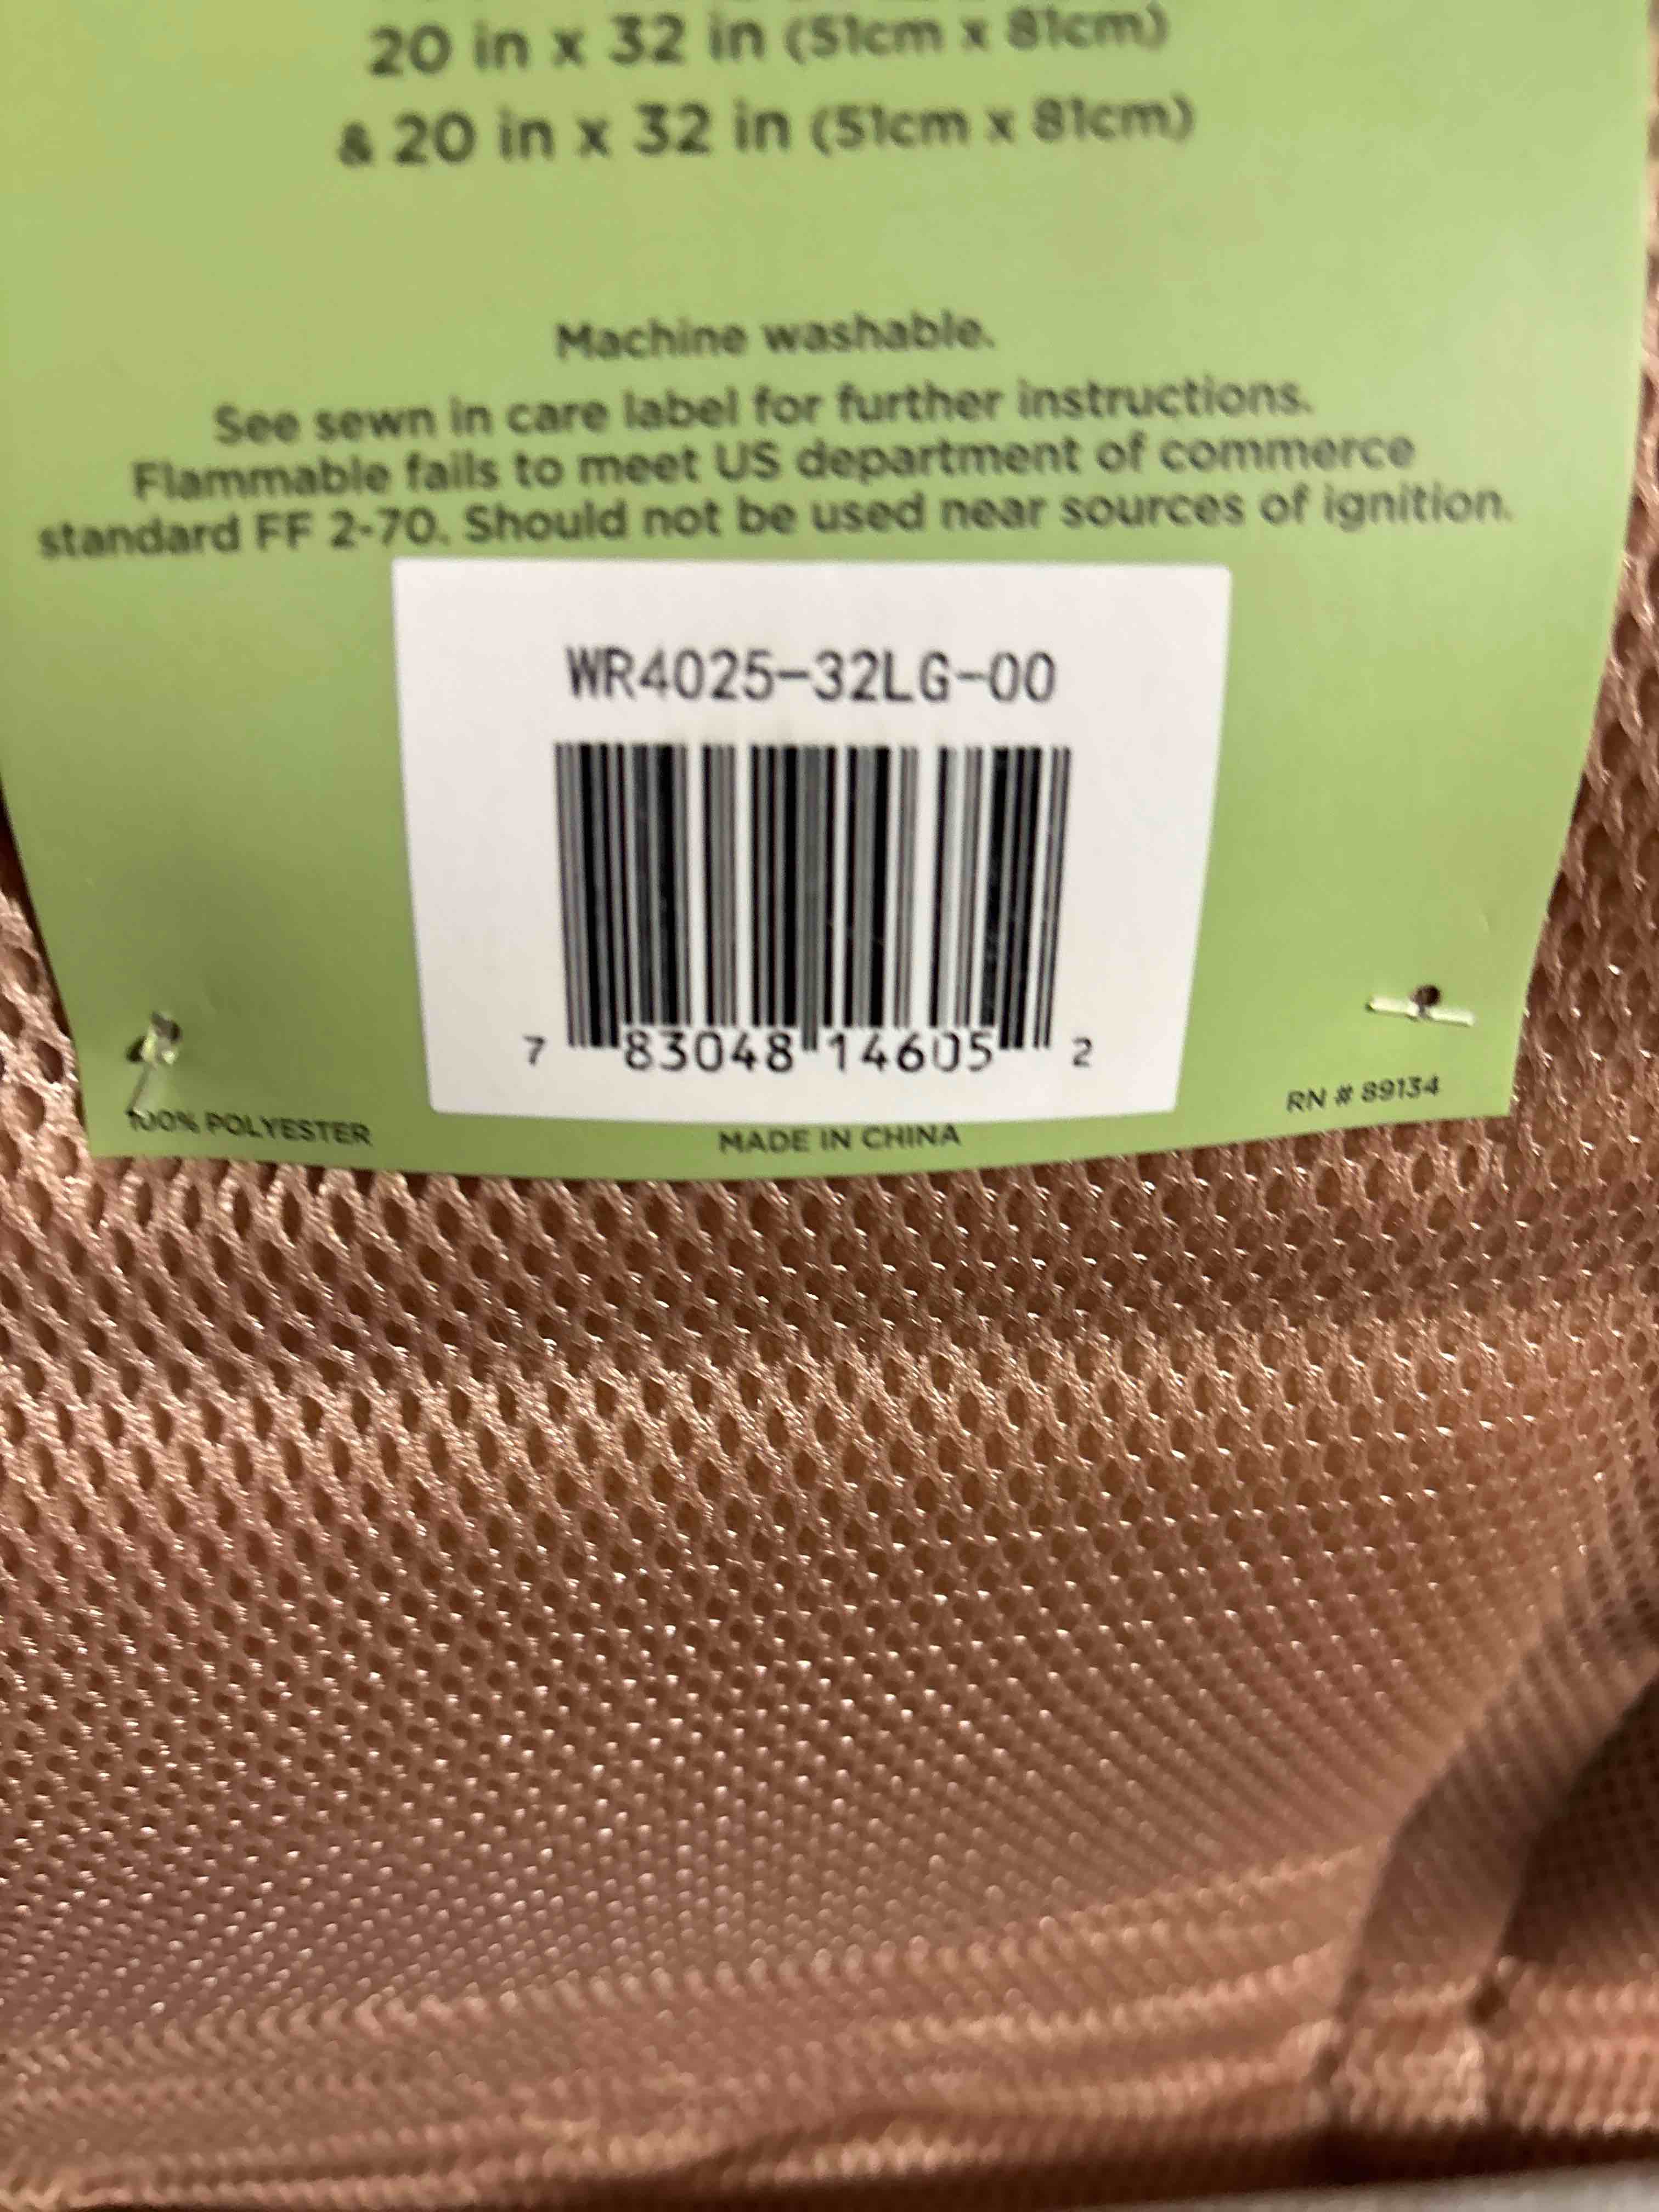 20 in x 32 in (51cm x 81cm)
& 20 in x 32 in (51cm x 81cm)
Machine washable.
See sewn in care label for further instructions.
Flammable fails to meet US department of commerce
standard FF 2-70. Should not be used near sources of ignition.
WR4025-32LG-00
7 83048 14605 2
100% POLYESTER
MADE IN CHINA
RN # 89134